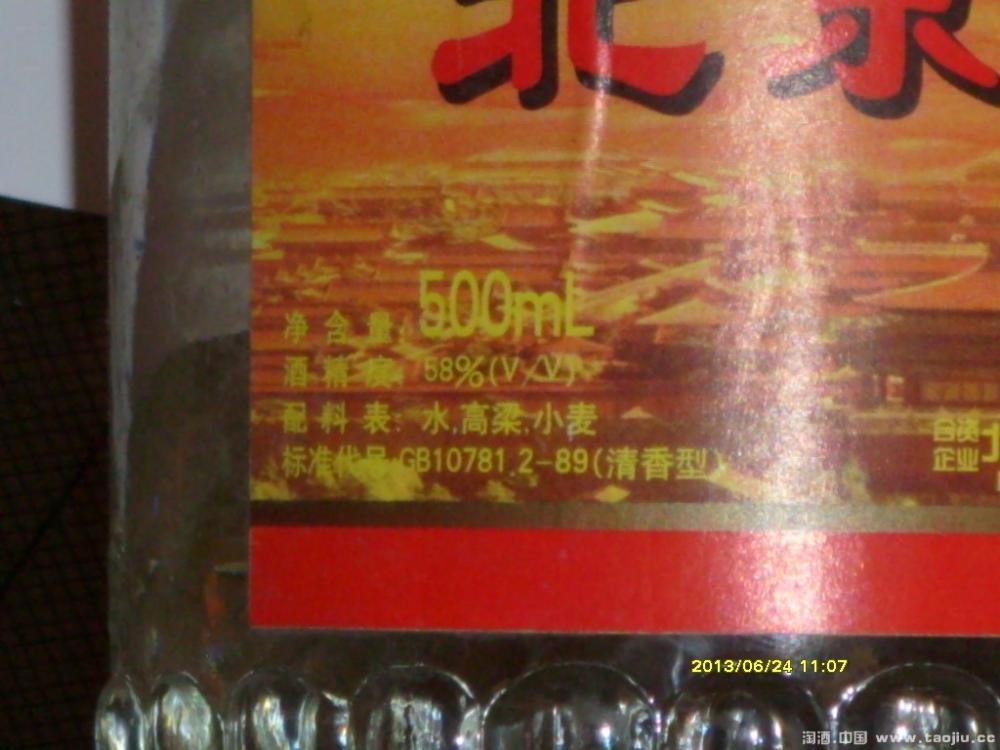 北京
净含量: 500mL
酒精度: 58%(V/V)
配料表: 水,高粱,小麦
标准代号:GB10781.2-89(清香型)
合资
企业
2013/06/24 11:07
淘酒.中国 www.taojiu.cc